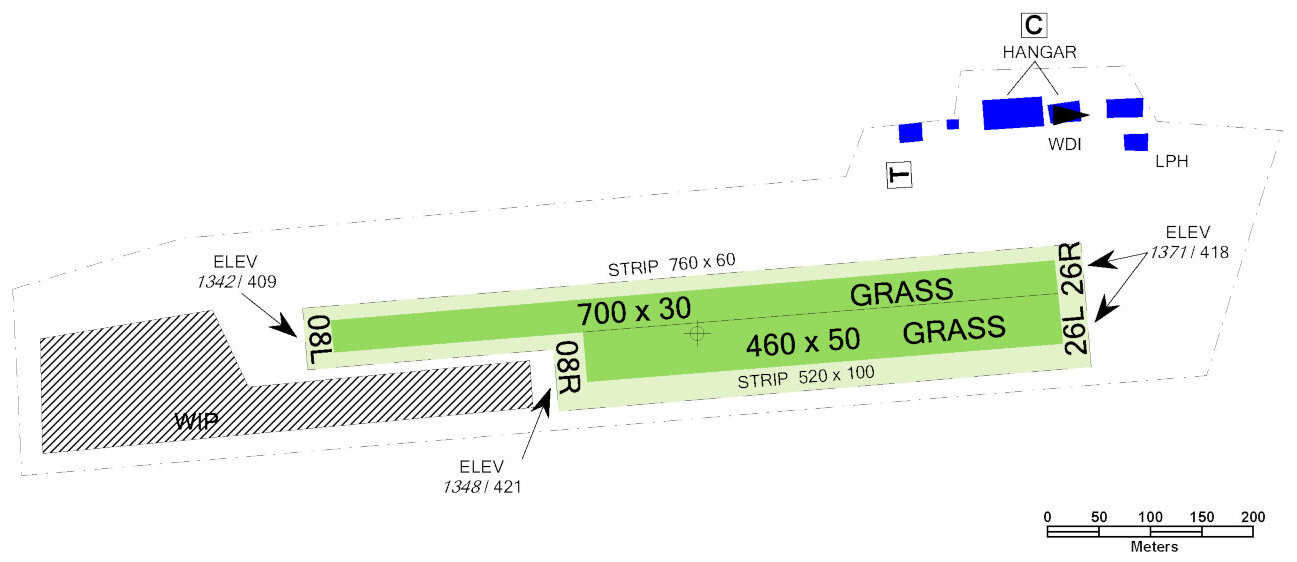 C
HANGAR
WDI
LPH
T
ELEV
1342 / 409
ELEV
1371 / 418
STRIP 760 x 60
26R
GRASS
700 x 30
08L
GRASS
460 x 50
26L
08R
STRIP 520 x 100
WIP
ELEV
1348 / 421
0 50 100 150 200
Meters